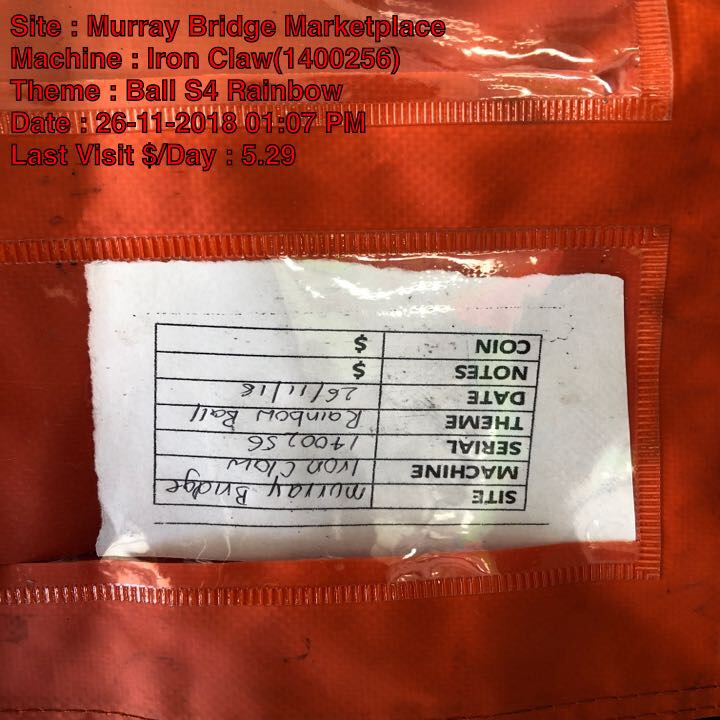 Site : Murray Bridge Marketplace
Machine : Iron Claw(1400256)
Theme : Ball S4 Rainbow
Date : 26-11-2018 01:07 PM
Last Visit $/Day : 5.29
SITE murray Bridge
MACHINE Iron Claw
SERIAL 1400256
THEME Rainbow Ball
DATE 26/11/18
NOTES $
COIN $